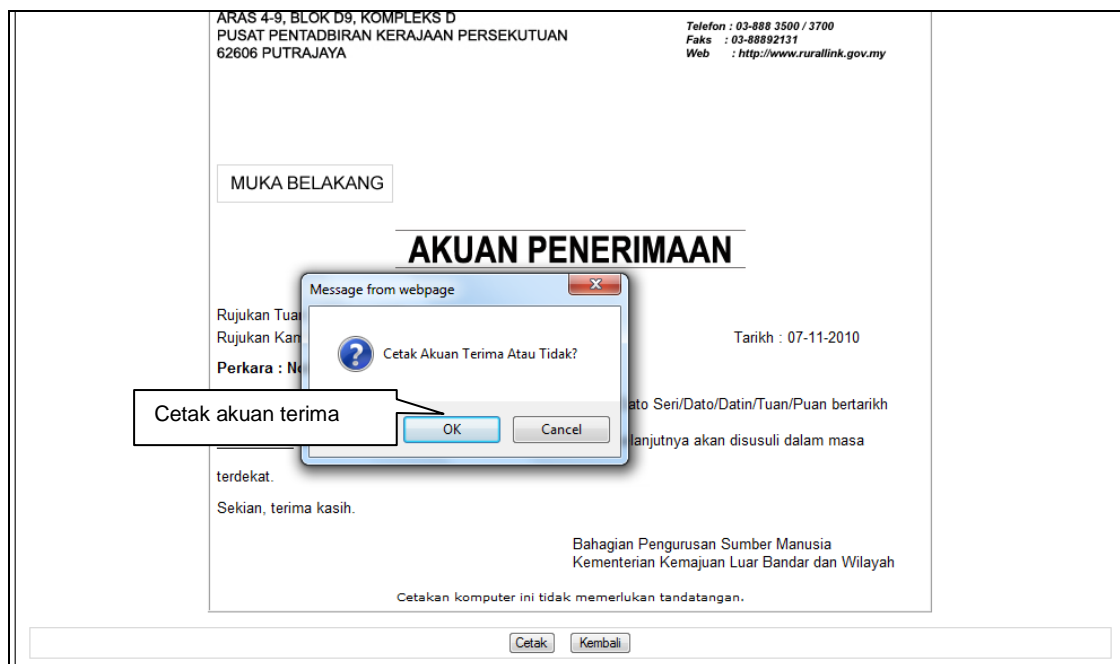 ARAS 4-9, BLOK D9, KOMPLEKS D
PUSAT PENTADBIRAN KERAJAAN PERSEKUTUAN
62606 PUTRAJAYA
Telefon : 03-888 3500 / 3700
Faks : 03-88892131
Web : http://www.rurallink.gov.my
MUKA BELAKANG
AKUAN PENERIMAAN
Message from webpage
Rujukan
Rujukan
Tarikh : 07-11-2010
Cetak Akuan Terima Atau Tidak?
Perkara :
Cetak akuan terima
Seri/Dato/Datin/Tuan/Puan bertarikh
OK Cancel
akan disusuli dalam masa
terdekat.
Sekian, terima kasih.
Bahagian Pengurusan Sumber Manusia
Kementerian Kemajuan Luar Bandar dan Wilayah
Cetakan komputer ini tidak memerlukan tandatangan.
Cetak Kembali